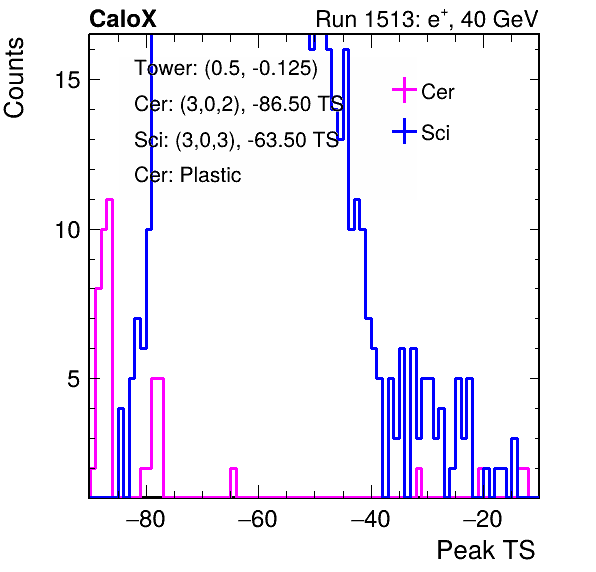 CaloX Run 1513: e⁺, 40 GeV
Counts
Tower: (0.5, -0.125)
Cer: (3,0,2), -86.50 TS
Sci: (3,0,3), -63.50 TS
Cer: Plastic
Cer
Sci
15
10
5
−80 −60 −40 −20
Peak TS